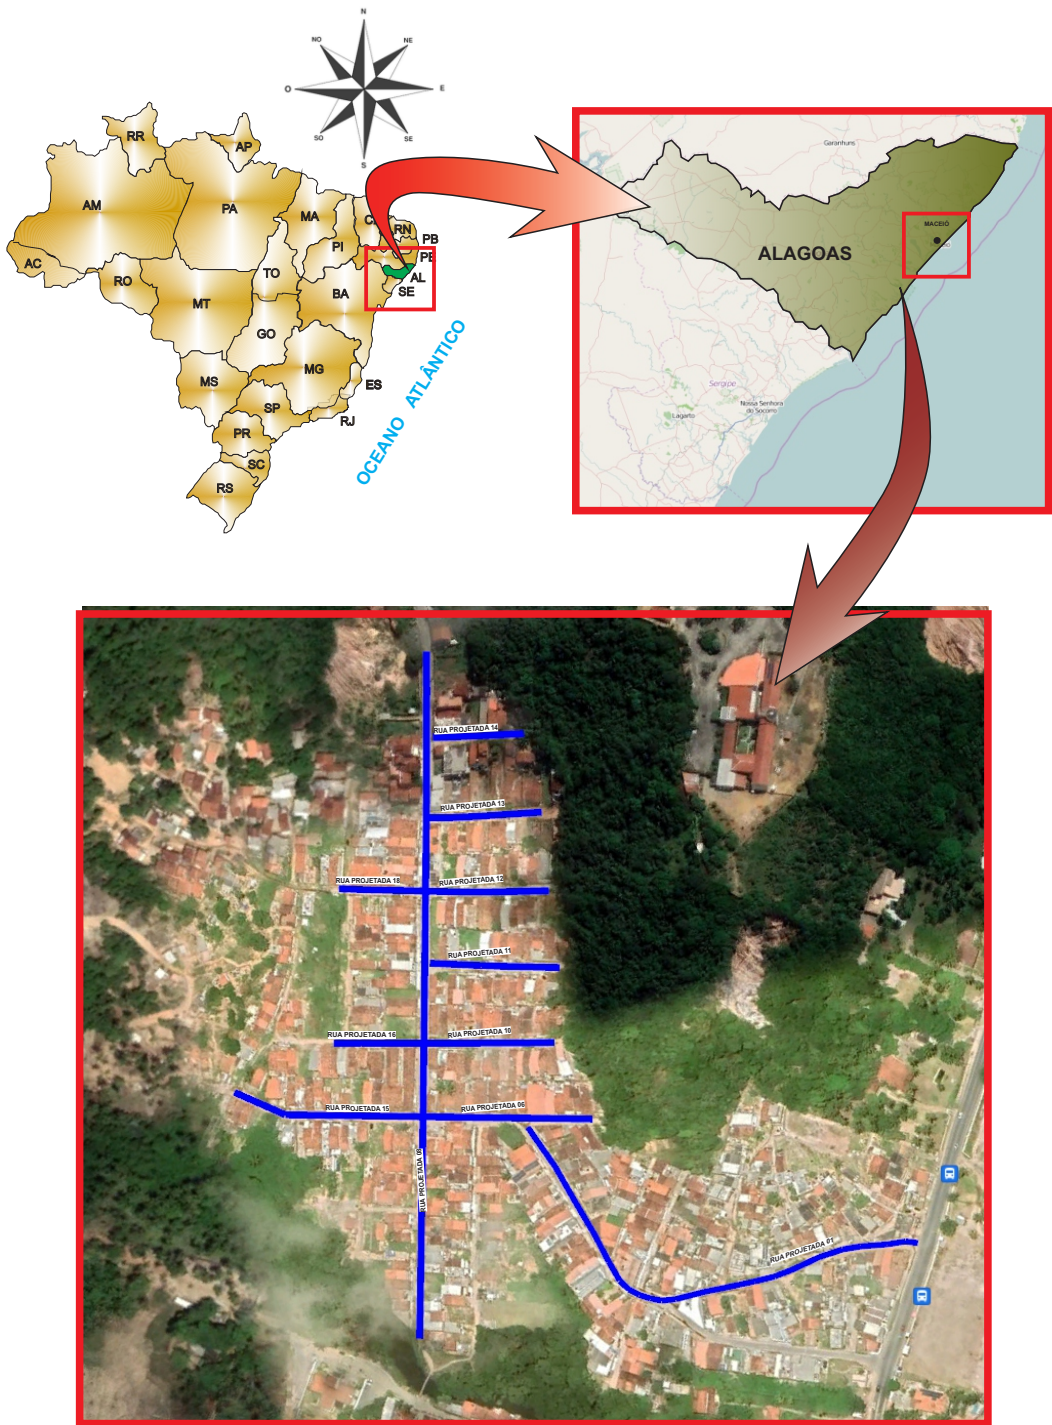 N
NO
NE
O
E
SO
SE
S
RR
AP
AM
PA
MA
RN
PB
PI
PE
AC
RO
TO
AL
MT
BA
SE
GO
MG
MS
ES
SP
RJ
PR
SC
RS
OCEANO ATLÂNTICO
Garanhuns
MACEIÓ
ALAGOAS
Sergipe
Nossa Senhora
do Socorro
Lagarto
RUA PROJETADA 14
RUA PROJETADA 13
RUA PROJETADA 18
RUA PROJETADA 12
RUA PROJETADA 11
RUA PROJETADA 16
RUA PROJETADA 10
RUA PROJETADA 15
RUA PROJETADA 06
RUA PROJETADA
RUA PROJETADA 01